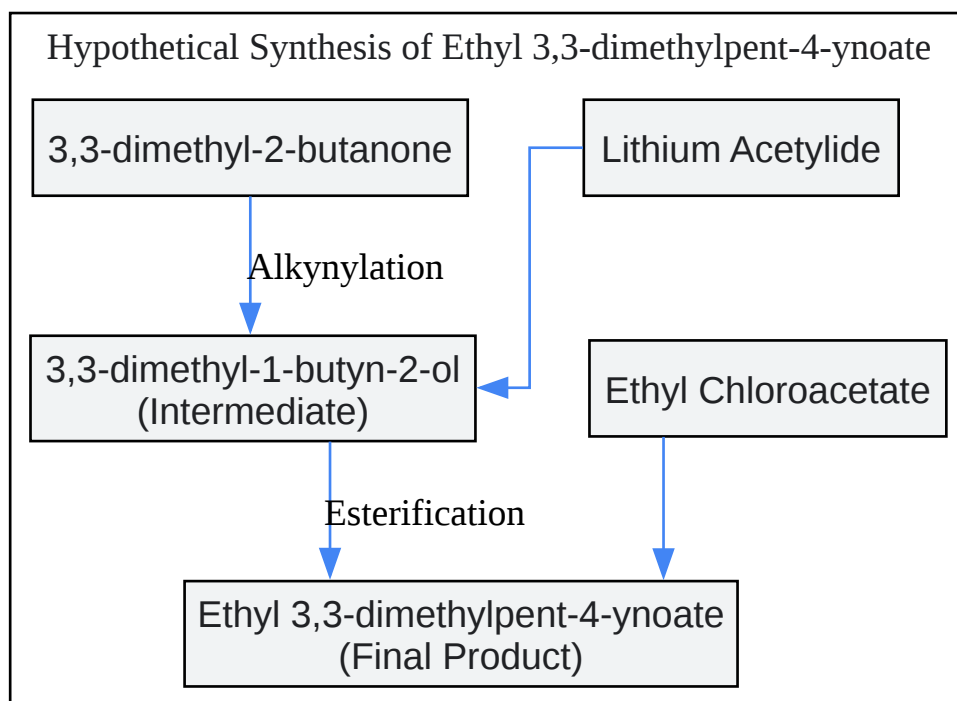 Hypothetical Synthesis of Ethyl 3,3-dimethylpent-4-ynoate
3,3-dimethyl-2-butanone
Lithium Acetylide
Alkynylation
3,3-dimethyl-1-butyn-2-ol
(Intermediate)
Ethyl Chloroacetate
Esterification
Ethyl 3,3-dimethylpent-4-ynoate
(Final Product)